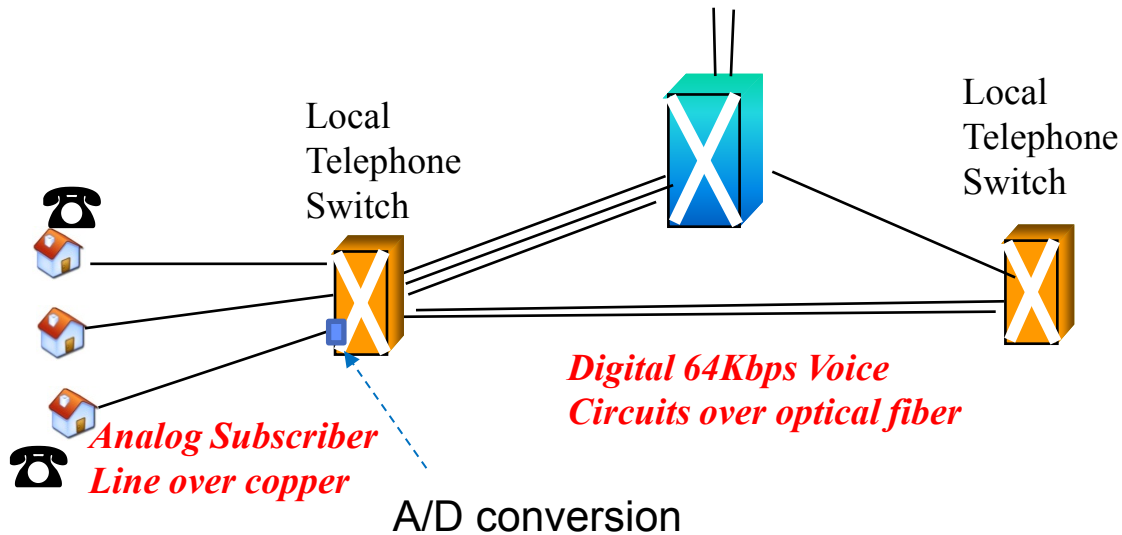 Local
Telephone
Switch
Local
Telephone
Switch
Digital 64Kbps Voice
Circuits over optical fiber
Analog Subscriber
Line over copper
A/D conversion